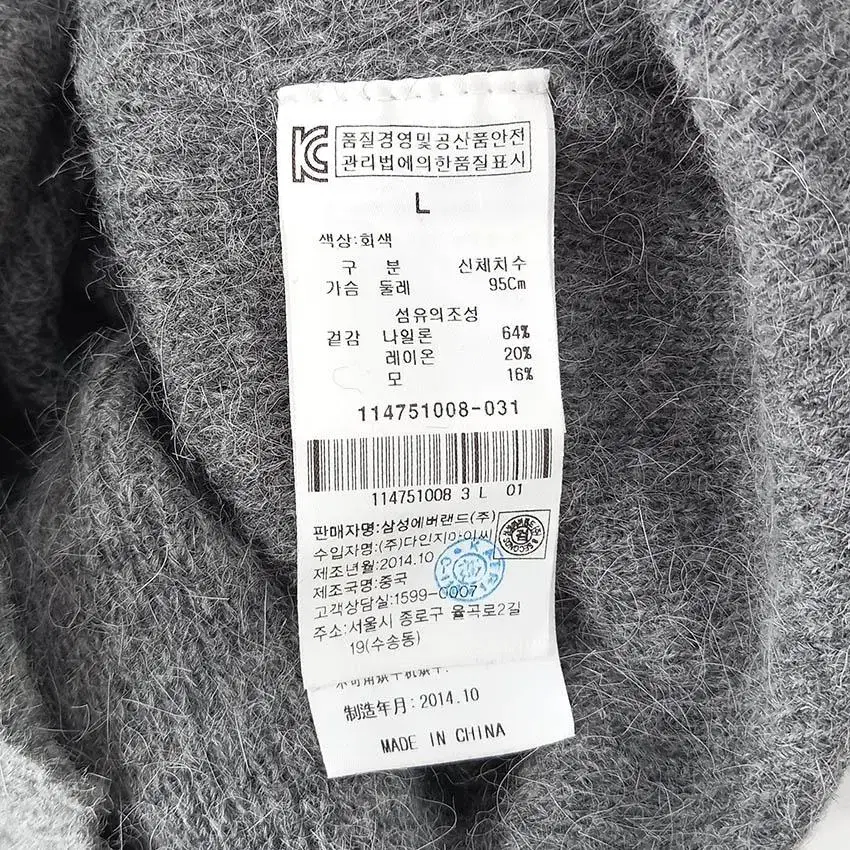 KC 품질경영및공산품안전
관리법에의한품질표시
L
색상:회색
구 분 신체치수
가슴 둘레 95Cm
섬유의조성
겉감 나일론 64%
레이온 20%
모 16%
114751008-031
114751008 3 L 01
판매자명:삼성에버랜드(주)
수입자명:(주)다인지아이씨
제조년월:2014.10
제조국명:중국
고객상담실:1599-0007
주소:서울시 종로구 율곡로2길
19(수송동)
制造年月:2014.10
MADE IN CHINA